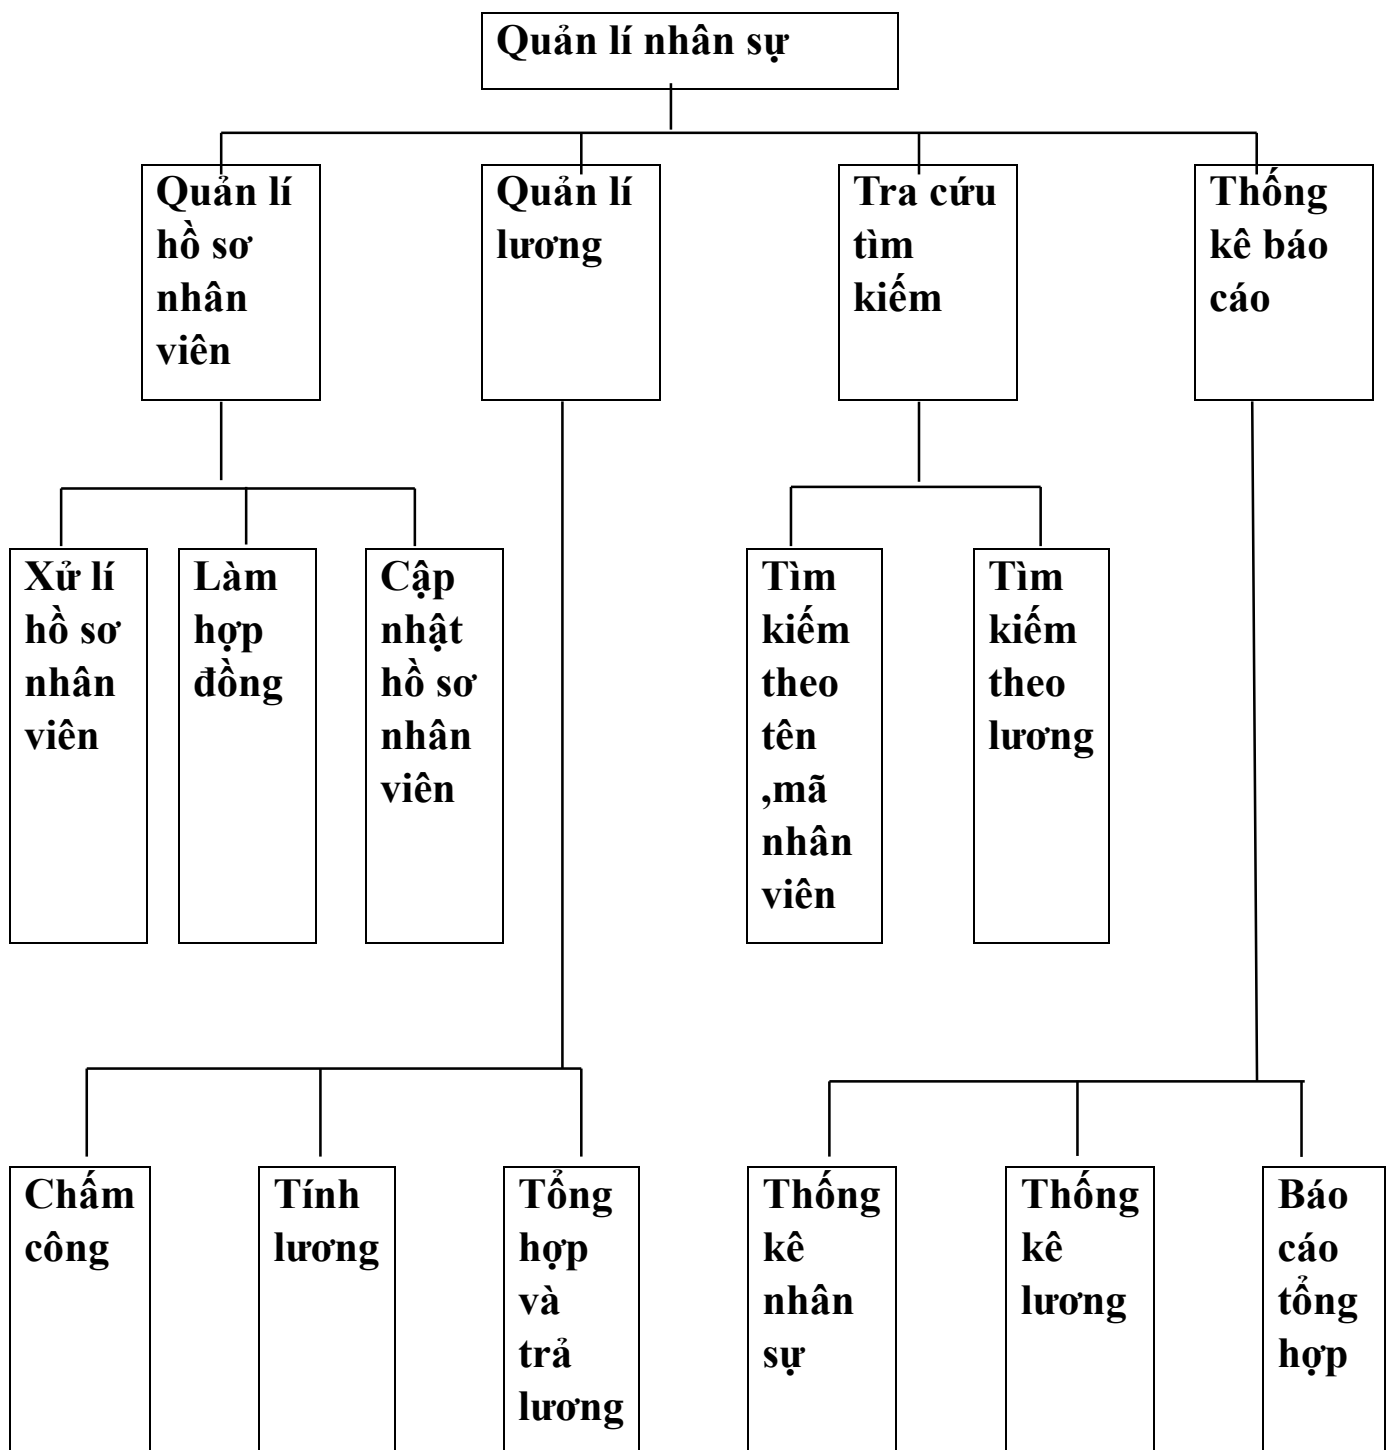 Quản lí nhân sự
Quản lí
hồ sơ
nhân
viên
Quản lí
lương
Tra cứu
tìm
kiếm
Thống
kê báo
cáo
Xử lí
hồ sơ
nhân
viên
Làm
hợp
đồng
Cập
nhật
hồ sơ
nhân
viên
Tìm
kiếm
theo
tên
,mã
nhân
viên
Tìm
kiếm
theo
lương
Chấm
công
Tính
lương
Tổng
hợp
và
trả
lương
Thống
kê
nhân
sự
Thống
kê
lương
Báo
cáo
tổng
hợp